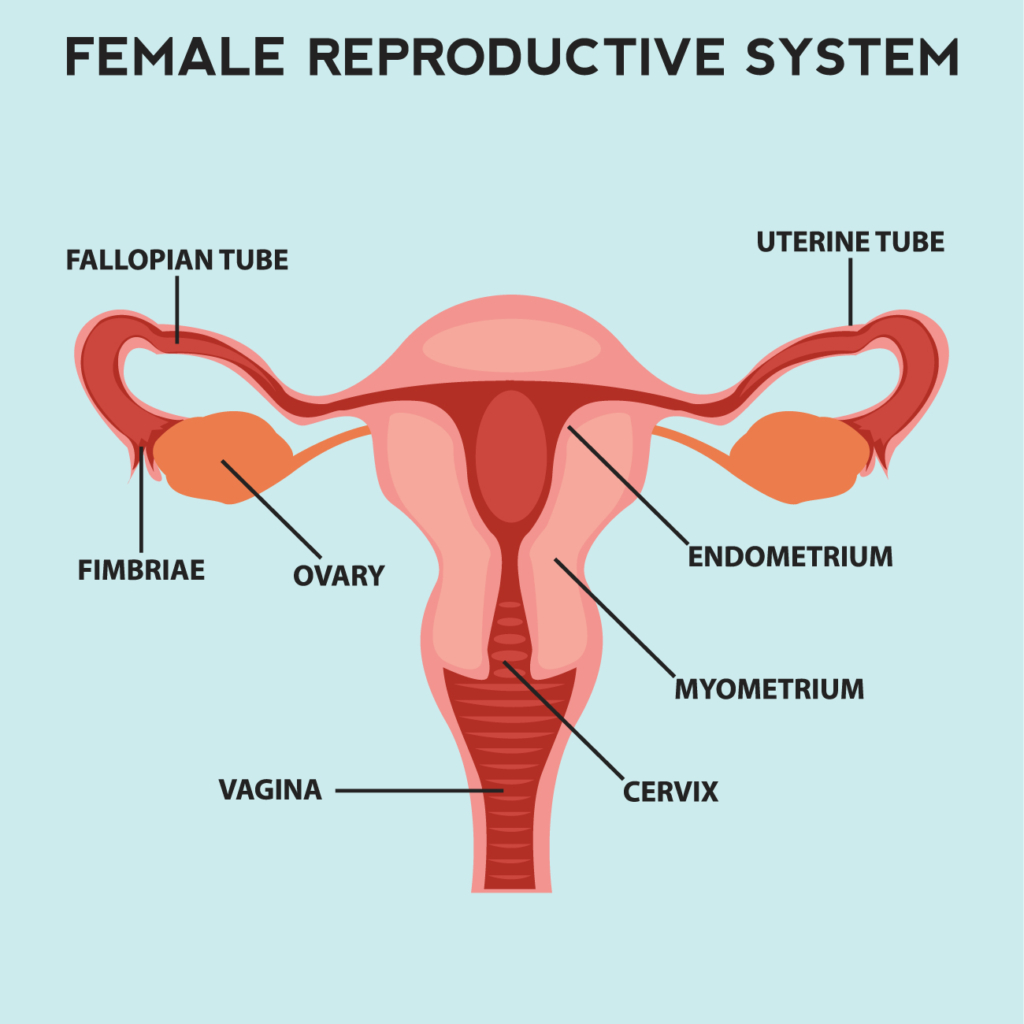 FEMALE REPRODUCTIVE SYSTEM
UTERINE TUBE
FALLOPIAN TUBE
ENDOMETRIUM
FIMBRIAE
OVARY
MYOMETRIUM
VAGINA
CERVIX